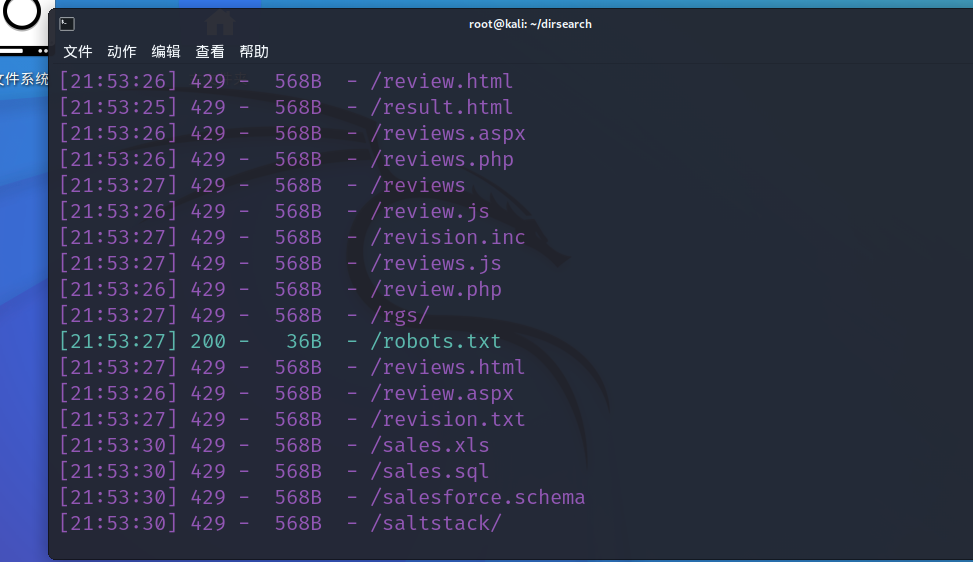 root@kali: ~/dirsearch
文件 动作 编辑 查看 帮助
文件系统
[21:53:26] 429 -  568B  - /review.html
[21:53:25] 429 -  568B  - /result.html
[21:53:26] 429 -  568B  - /reviews.aspx
[21:53:26] 429 -  568B  - /reviews.php
[21:53:27] 429 -  568B  - /reviews
[21:53:26] 429 -  568B  - /review.js
[21:53:27] 429 -  568B  - /revision.inc
[21:53:27] 429 -  568B  - /reviews.js
[21:53:26] 429 -  568B  - /review.php
[21:53:27] 429 -  568B  - /rgs/
[21:53:27] 200 -   36B  - /robots.txt
[21:53:27] 429 -  568B  - /reviews.html
[21:53:26] 429 -  568B  - /review.aspx
[21:53:27] 429 -  568B  - /revision.txt
[21:53:30] 429 -  568B  - /sales.xls
[21:53:30] 429 -  568B  - /sales.sql
[21:53:30] 429 -  568B  - /salesforce.schema
[21:53:30] 429 -  568B  - /saltstack/